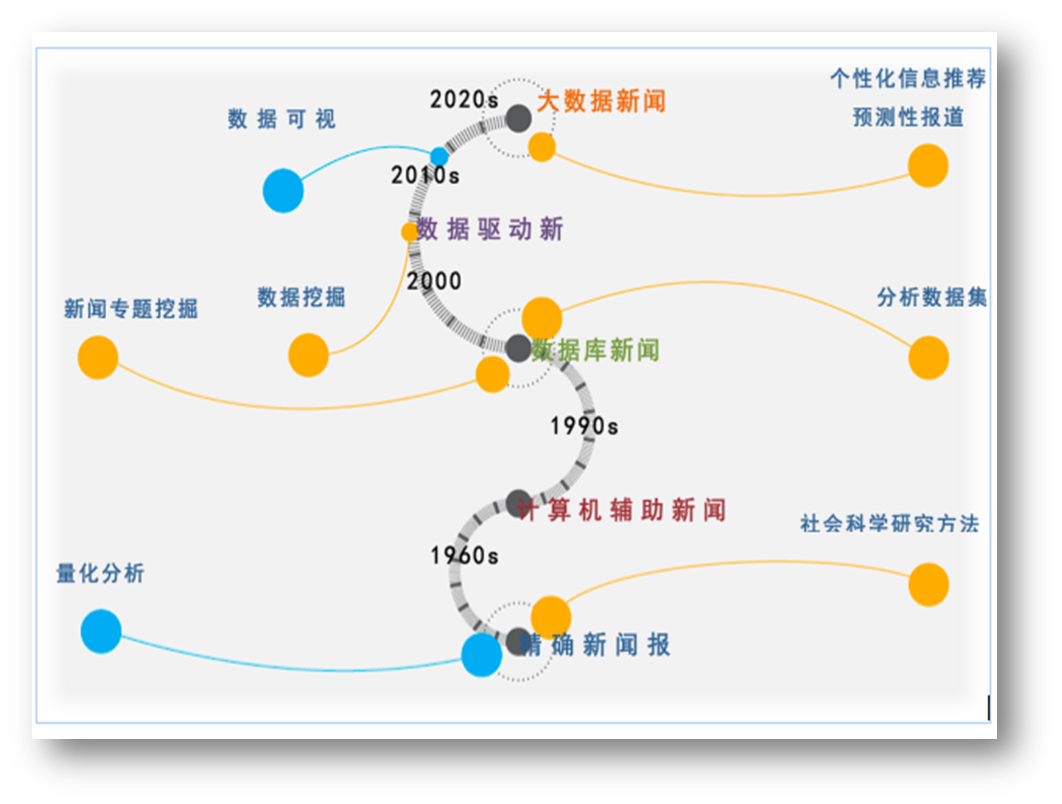 个性化信息推荐
2020s
大数据新闻
预测性报道
数据可视
2010s
数据驱动新
2000
新闻专题挖掘
数据挖掘
分析数据集
数据库新闻
1990s
计算机辅助新闻
社会科学研究方法
1960s
量化分析
精确新闻报